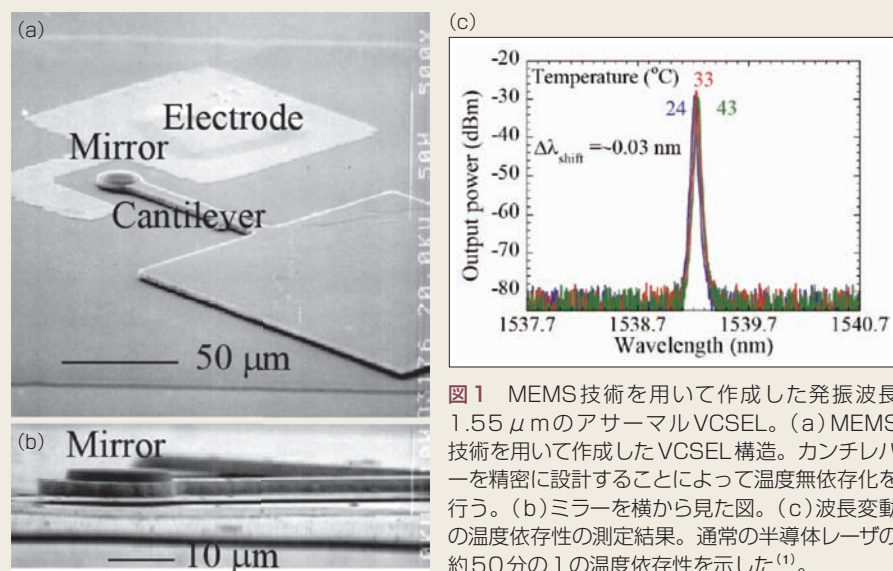 (a)
Electrode
Mirror
Cantilever
50 μm
(b)
Mirror
10 μm
(c)
Temperature (°C)
33
24
43
Δλshift =~0.03 nm
Output power (dBm)
-20
-30
-40
-50
-60
-70
-80
1537.7
1538.7
1539.7
1540.7
Wavelength (nm)
図1 MEMS技術を用いて作成した発振波長
1.55μmのアサーマルVCSEL。(a)MEMS
技術を用いて作成したVCSEL構造。カンチレバ
ーを精密に設計することによって温度無依存化を
行う。(b)ミラーを横から見た図。(c)波長変動
の温度依存性の測定結果。通常の半導体レーザの
約50分の1の温度依存性を示した(1)。